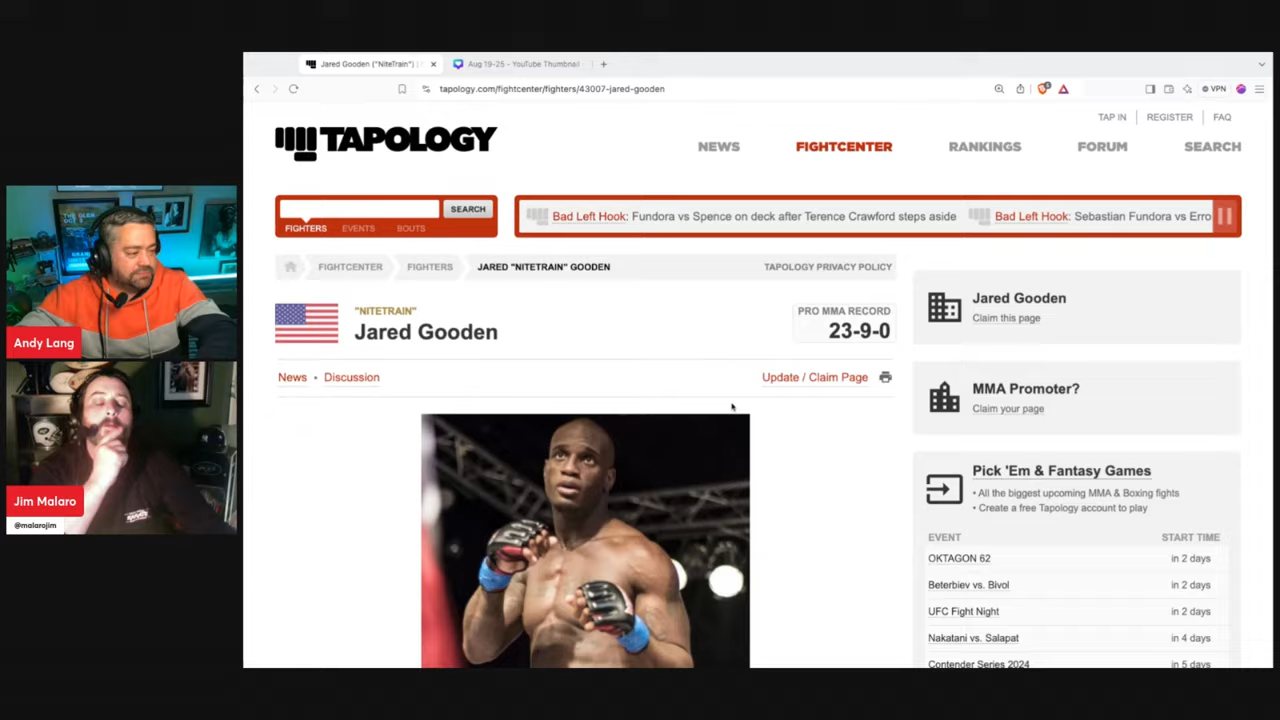 Jared Gooden ("NiteTrain") |
Aug 19-25 - YouTube Thumbnail
tapology.com/fightcenter/fighters/43007-jared-gooden
VPN
TAP IN
REGISTER
FAQ
TAPOLOGY
NEWS
FIGHTCENTER
RANKINGS
FORUM
SEARCH
SEARCH
FIGHTERS
EVENTS
BOUTS
Bad Left Hook: Fundora vs Spence on deck after Terence Crawford steps aside
Bad Left Hook: Sebastian Fundora vs Erro
FIGHTCENTER
FIGHTERS
JARED "NITETRAIN" GOODEN
TAPOLOGY PRIVACY POLICY
"NITETRAIN"
Jared Gooden
PRO MMA RECORD
23-9-0
News • Discussion
Update / Claim Page
Jared Gooden
Claim this page
MMA Promoter?
Claim your page
Pick 'Em & Fantasy Games
• All the biggest upcoming MMA & Boxing fights
• Create a free Tapology account to play
EVENT START TIME
OKTAGON 62 in 2 days
Beterbiev vs. Bivol in 2 days
UFC Fight Night in 2 days
Nakatani vs. Salapat in 4 days
Contender Series 2024 in 5 days
Andy Lang
Jim Malaro
@malarojim